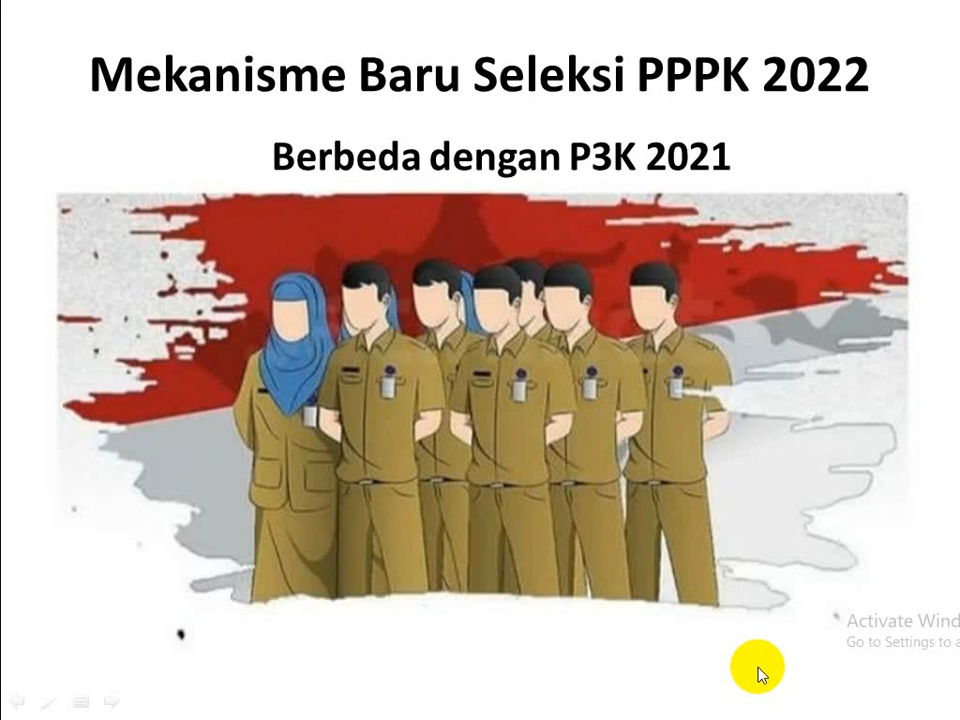 Mekanisme Baru Seleksi PPPK 2022
Berbeda dengan P3K 2021
Activate Wind
Go to Settings to a